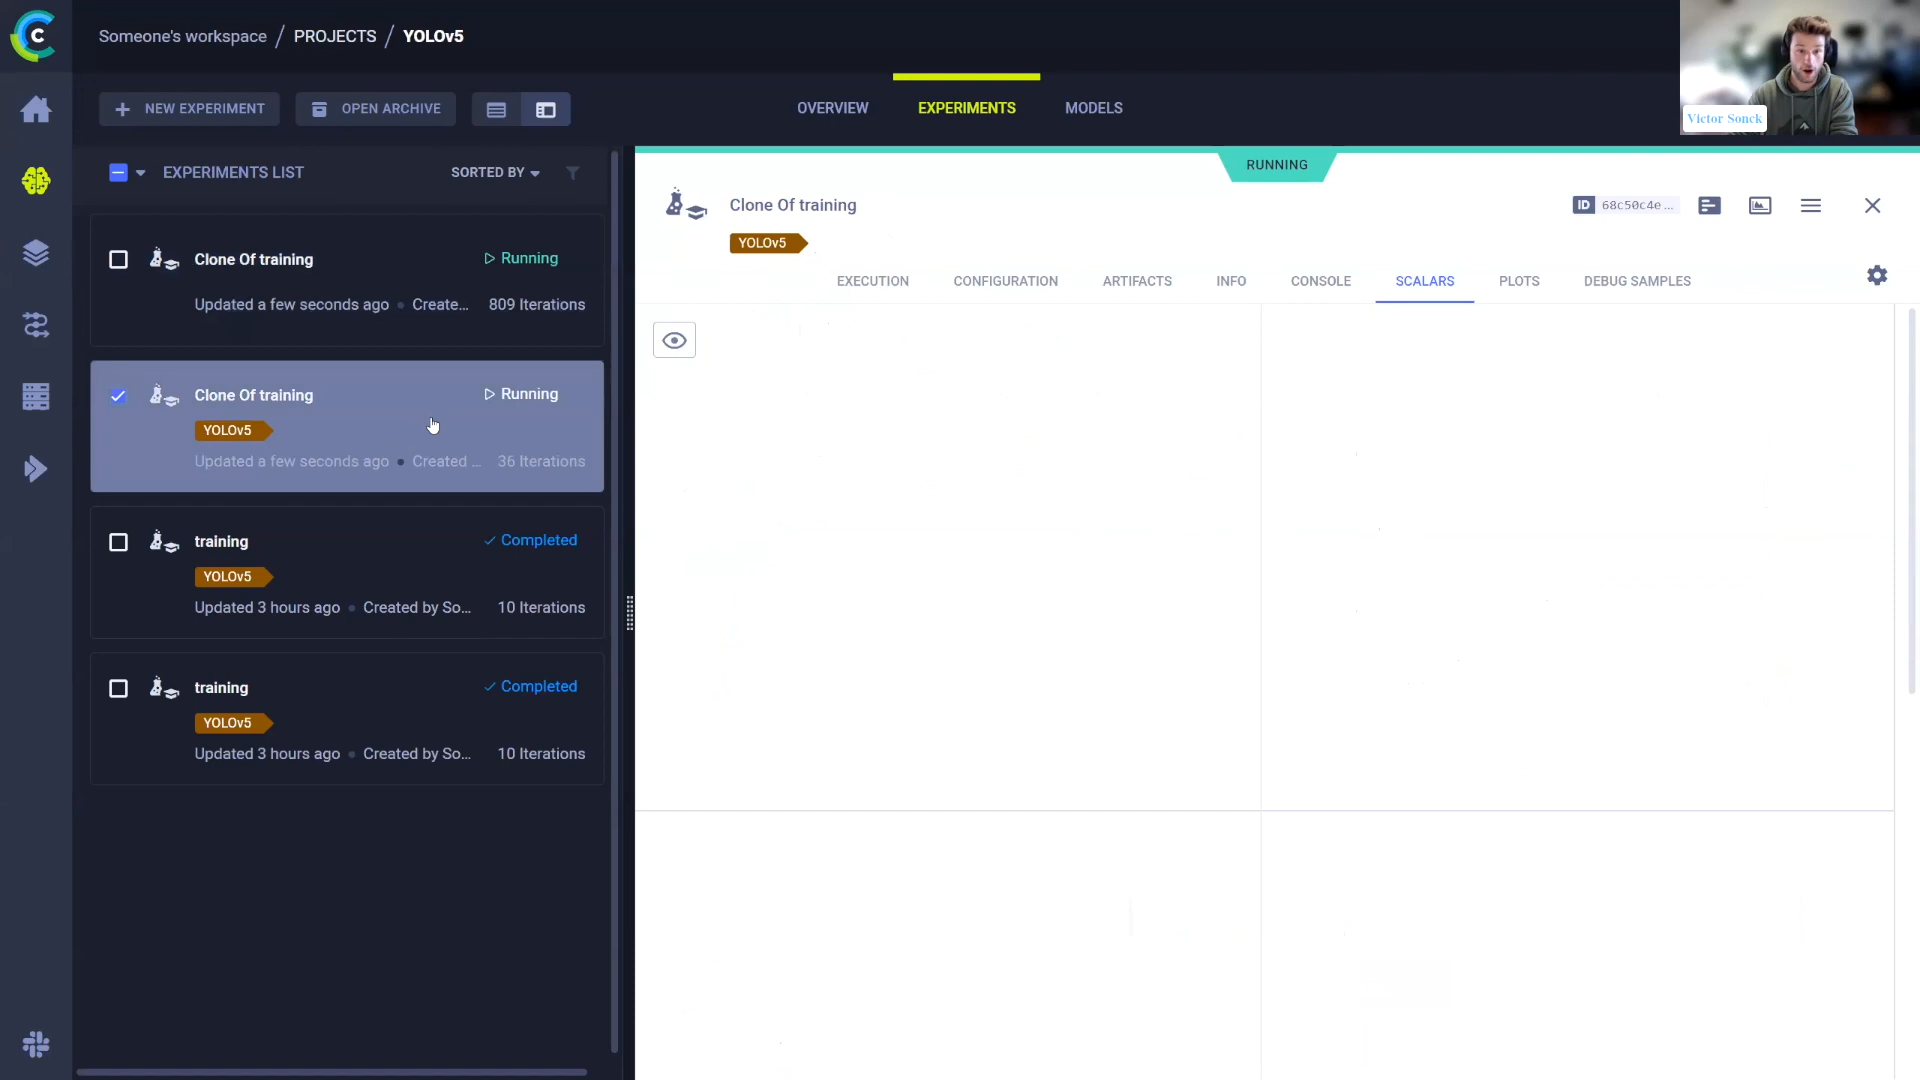 Someone's workspace / PROJECTS / YOLOv5
Victor Sonck
NEW EXPERIMENT
OPEN ARCHIVE
OVERVIEW
EXPERIMENTS
MODELS
EXPERIMENTS LIST
SORTED BY
Clone Of training
Running
Updated a few seconds ago • Create... 809 Iterations
Clone Of training
Running
YOLOv5
Updated a few seconds ago • Created ... 36 Iterations
training
Completed
YOLOv5
Updated 3 hours ago • Created by So... 10 Iterations
training
Completed
YOLOv5
Updated 3 hours ago • Created by So... 10 Iterations
RUNNING
Clone Of training
ID 68c50c4e...
YOLOv5
EXECUTION
CONFIGURATION
ARTIFACTS
INFO
CONSOLE
SCALARS
PLOTS
DEBUG SAMPLES